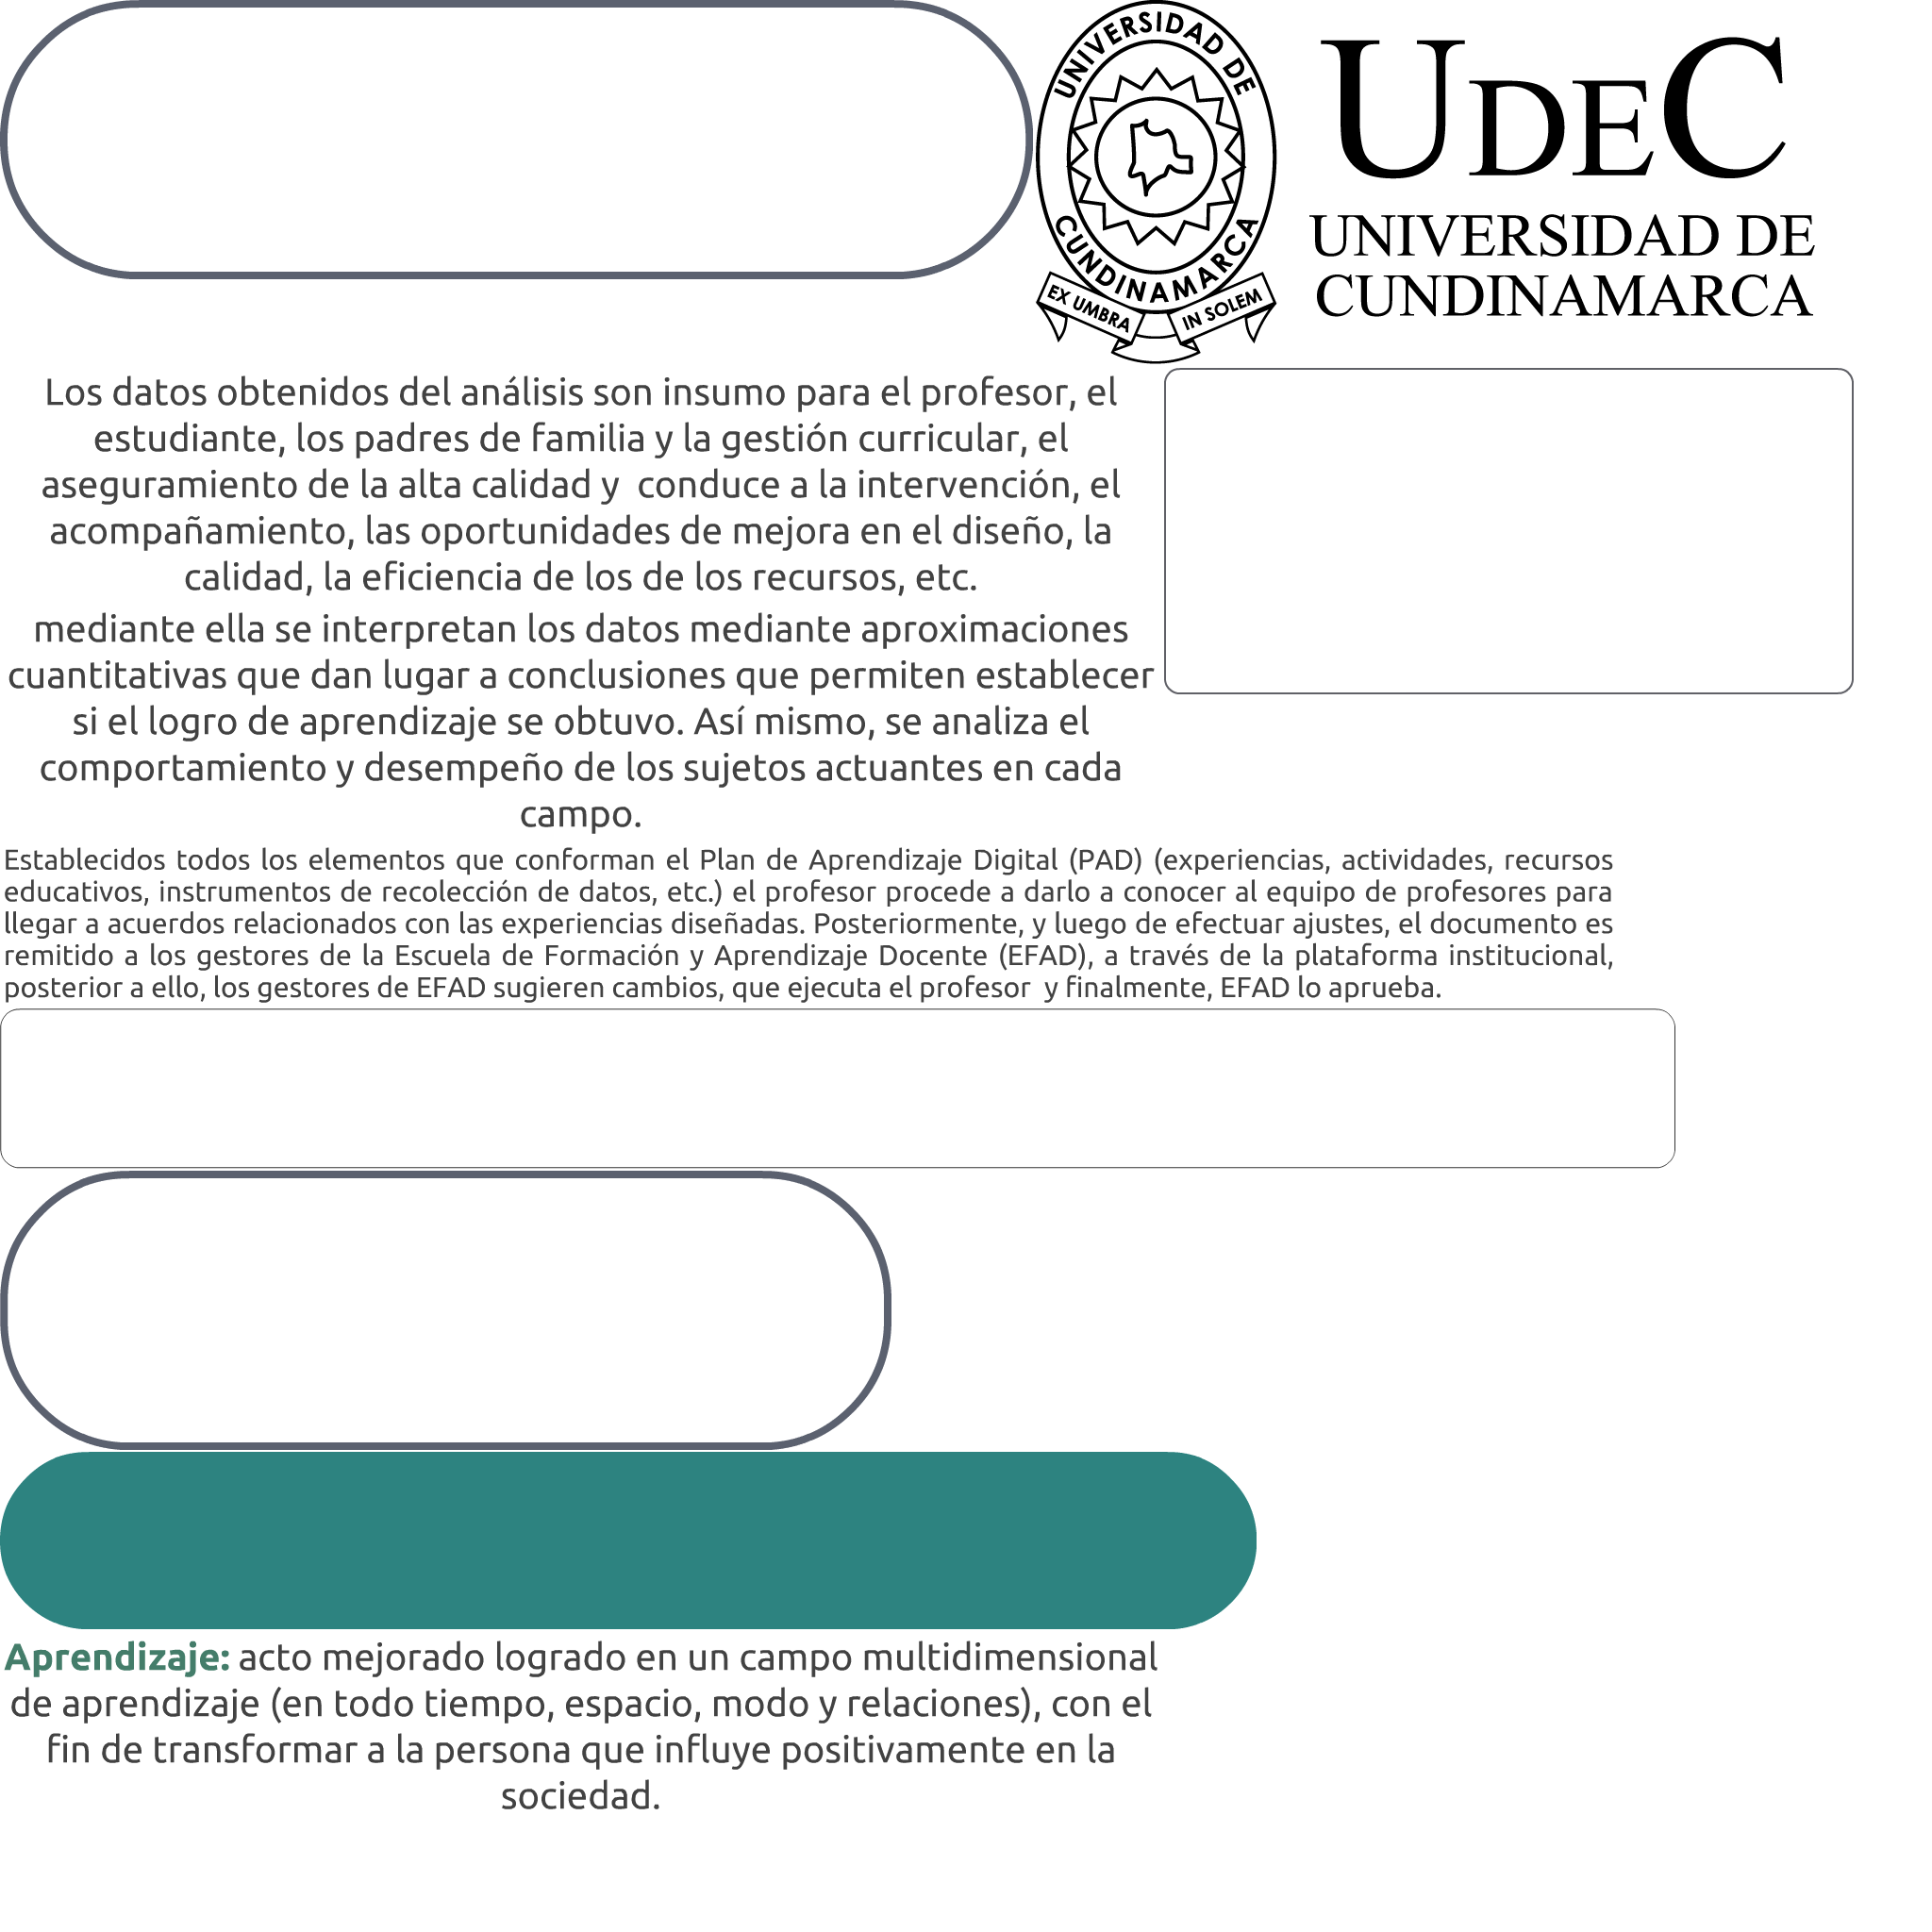 UNIVERSIDAD DE
CUNDINAMARCA
EX UMBRA
IN SOLEM
UDEC
UNIVERSIDAD DE
CUNDINAMARCA
Los datos obtenidos del análisis son insumo para el profesor, el
estudiante, los padres de familia y la gestión curricular, el
aseguramiento de la alta calidad y  conduce a la intervención, el
acompañamiento, las oportunidades de mejora en el diseño, la
calidad, la eficiencia de los de los recursos, etc.
mediante ella se interpretan los datos mediante aproximaciones
cuantitativas que dan lugar a conclusiones que permiten establecer
si el logro de aprendizaje se obtuvo. Así mismo, se analiza el
comportamiento y desempeño de los sujetos actuantes en cada
campo.
Establecidos todos los elementos que conforman el Plan de Aprendizaje Digital (PAD) (experiencias, actividades, recursos
educativos, instrumentos de recolección de datos, etc.) el profesor procede a darlo a conocer al equipo de profesores para
llegar a acuerdos relacionados con las experiencias diseñadas. Posteriormente, y luego de efectuar ajustes, el documento es
remitido a los gestores de la Escuela de Formación y Aprendizaje Docente (EFAD), a través de la plataforma institucional,
posterior a ello, los gestores de EFAD sugieren cambios, que ejecuta el profesor  y finalmente, EFAD lo aprueba.
Aprendizaje: acto mejorado logrado en un campo multidimensional
de aprendizaje (en todo tiempo, espacio, modo y relaciones), con el
fin de transformar a la persona que influye positivamente en la
sociedad.